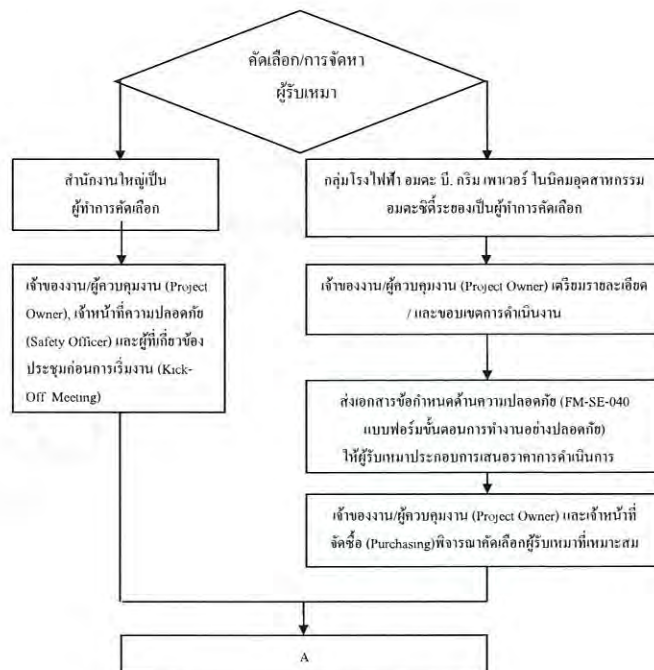 คัดเลือก/การจัดหา
ผู้รับเหมา
สำนักงานใหญ่เป็น
ผู้ทำการคัดเลือก
กลุ่มโรงไฟฟ้า อมตะ บี. กริม เพาเวอร์ ในนิคมอุตสาหกรรม
อมตะซิตี้ระยองเป็นผู้ทำการคัดเลือก
เจ้าของงาน/ผู้ควบคุมงาน (Project
Owner), เจ้าหน้าที่ความปลอดภัย
(Safety Officer) และผู้ที่เกี่ยวข้อง
ประชุมก่อนการเริ่มงาน (Kick-
Off Meeting)
เจ้าของงาน/ผู้ควบคุมงาน (Project Owner) เตรียมรายละเอียด
/ และขอบเขตการดำเนินงาน
ส่งเอกสารข้อกำหนดด้านความปลอดภัย (FM-SE-040
แบบฟอร์มขั้นตอนการทำงานอย่างปลอดภัย)
ให้ผู้รับเหมาประกอบการเสนอราคาการดำเนินการ
เจ้าของงาน/ผู้ควบคุมงาน (Project Owner) และเจ้าหน้าที่
จัดซื้อ (Purchasing)พิจารณาคัดเลือกผู้รับเหมาที่เหมาะสม
A